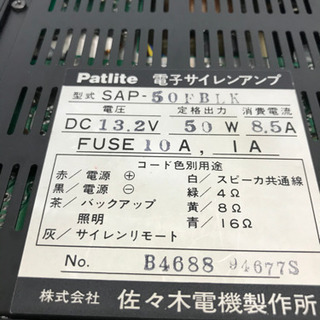 Patlite 電子サイレンアンプ
型式 SAP-50FBLK
電圧 定格出力 消費電流
DC 13.2V 50W 8.5A
FUSE 10A, 1A
コード色別用途
赤/電源 ⊕ 白/スピーカ共通線
黒/電源 ⊖ 緑/4Ω
茶/バックアップ 黄/8Ω
照明 青/16Ω
灰/サイレンリモート
No. B4688 94677S
株式会社 佐々木電機製作所